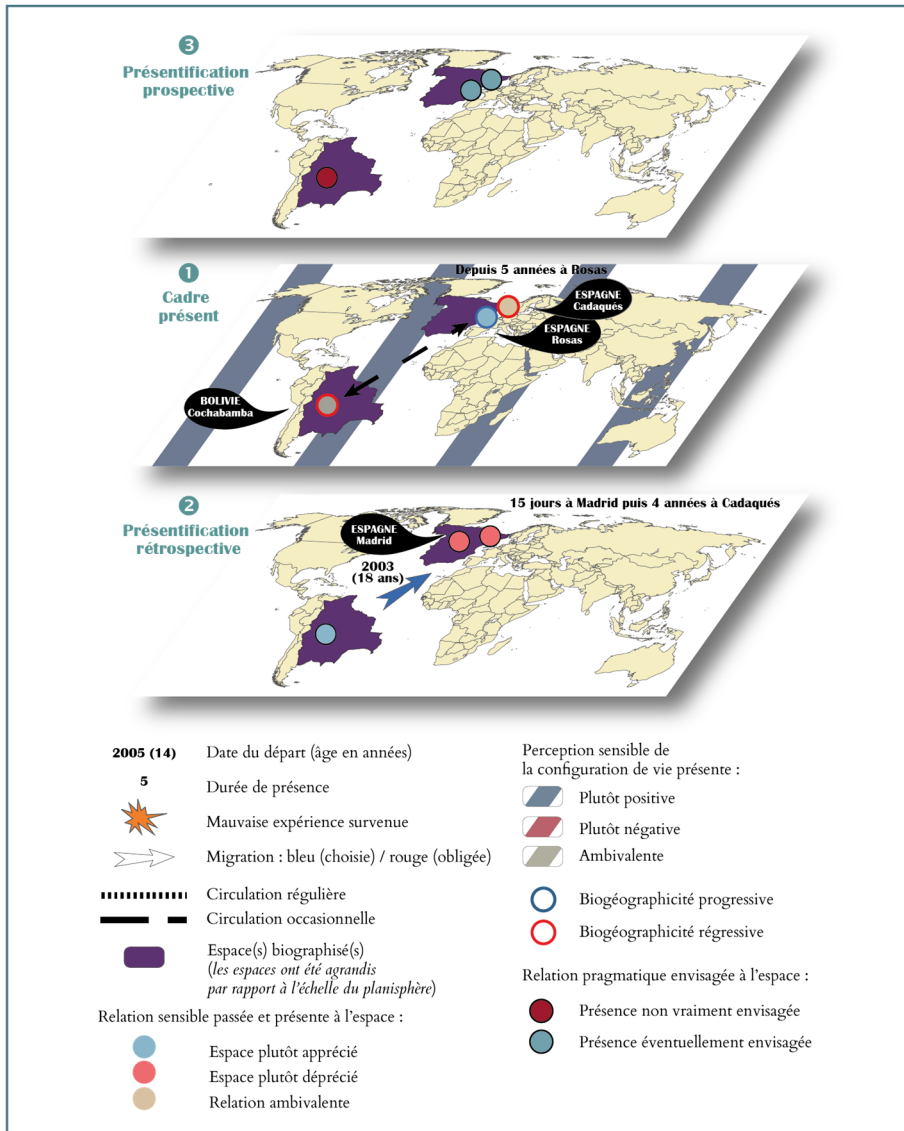 3
Présentification
prospective
1
Cadre
présent
Depuis 5 années à Rosas
ESPAGNE
Cadaqués
ESPAGNE
Rosas
BOLIVIE
Cochabamba
2
Présentification
rétrospective
15 jours à Madrid puis 4 années à Cadaqués
ESPAGNE
Madrid
2003
(18 ans)
2005 (14)
Date du départ (âge en années)
5
Durée de présence
Mauvaise expérience survenue
Migration : bleu (choisie) / rouge (obligée)
Circulation régulière
Circulation occasionnelle
Espace(s) biographisé(s)
(les espaces ont été agrandis
par rapport à l'échelle du planisphère)
Relation sensible passée et présente à l'espace :
Espace plutôt apprécié
Espace plutôt déprécié
Relation ambivalente
Perception sensible de
la configuration de vie présente :
Plutôt positive
Plutôt négative
Ambivalente
Biogéographicité progressive
Biogéographicité régressive
Relation pragmatique envisagée à l'espace :
Présence non vraiment envisagée
Présence éventuellement envisagée